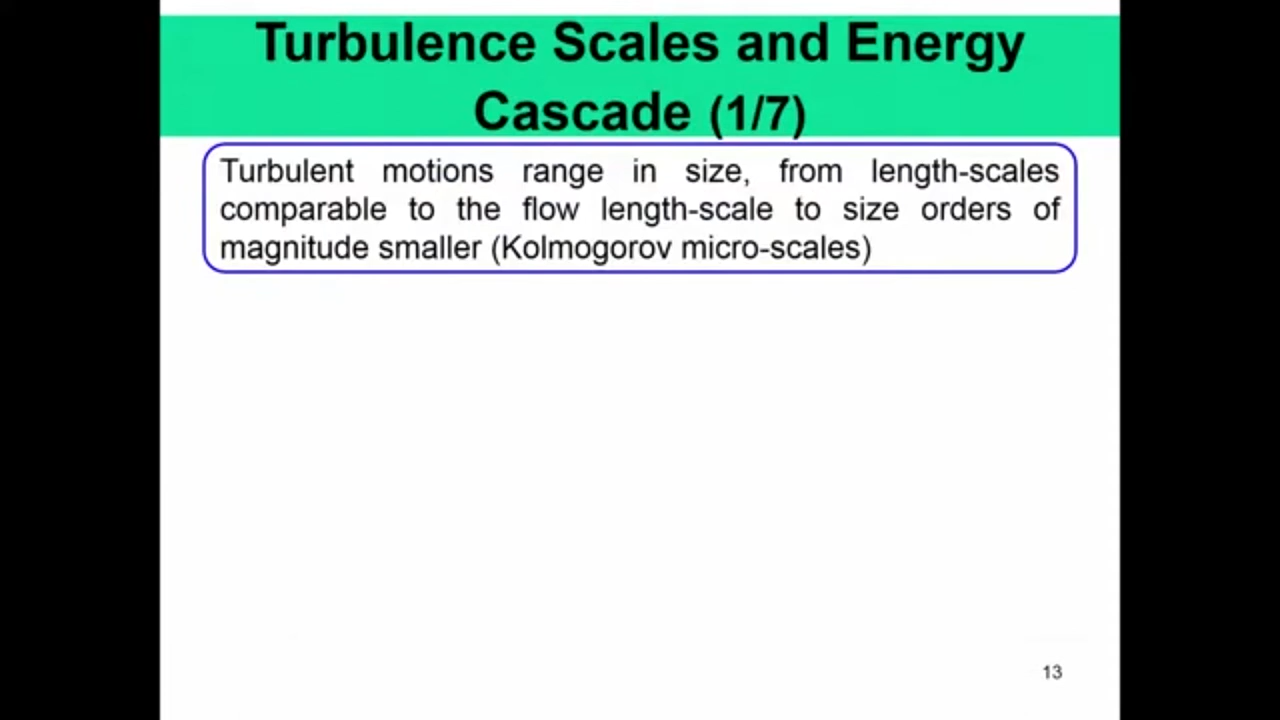 Turbulence Scales and Energy
Cascade (1/7)
Turbulent motions range in size, from length-scales
comparable to the flow length-scale to size orders of
magnitude smaller (Kolmogorov micro-scales)
13